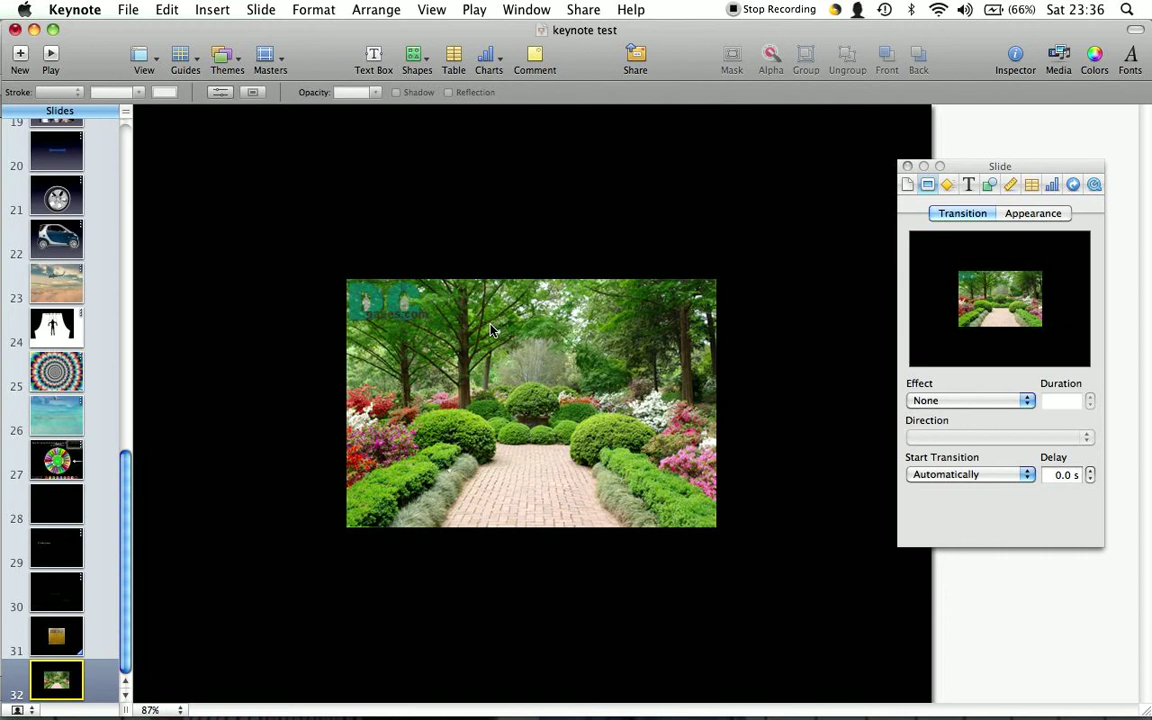 Keynote File Edit Insert Slide Format Arrange View Play Window Share Help Stop Recording (66%) Sat 23:36
keynote test
New Play View Guides Themes Masters Text Box Shapes Table Charts Comment Share Mask Alpha Group Ungroup Front Back Inspector Media Colors Fonts
Stroke: Opacity: Shadow Reflection
Slides
19
20
21
22
23
24
25
26
27
28
29
30
31
32
Slide
Transition Appearance
Effect Duration
None
Direction
Start Transition Delay
Automatically 0.0 s
DC
87%